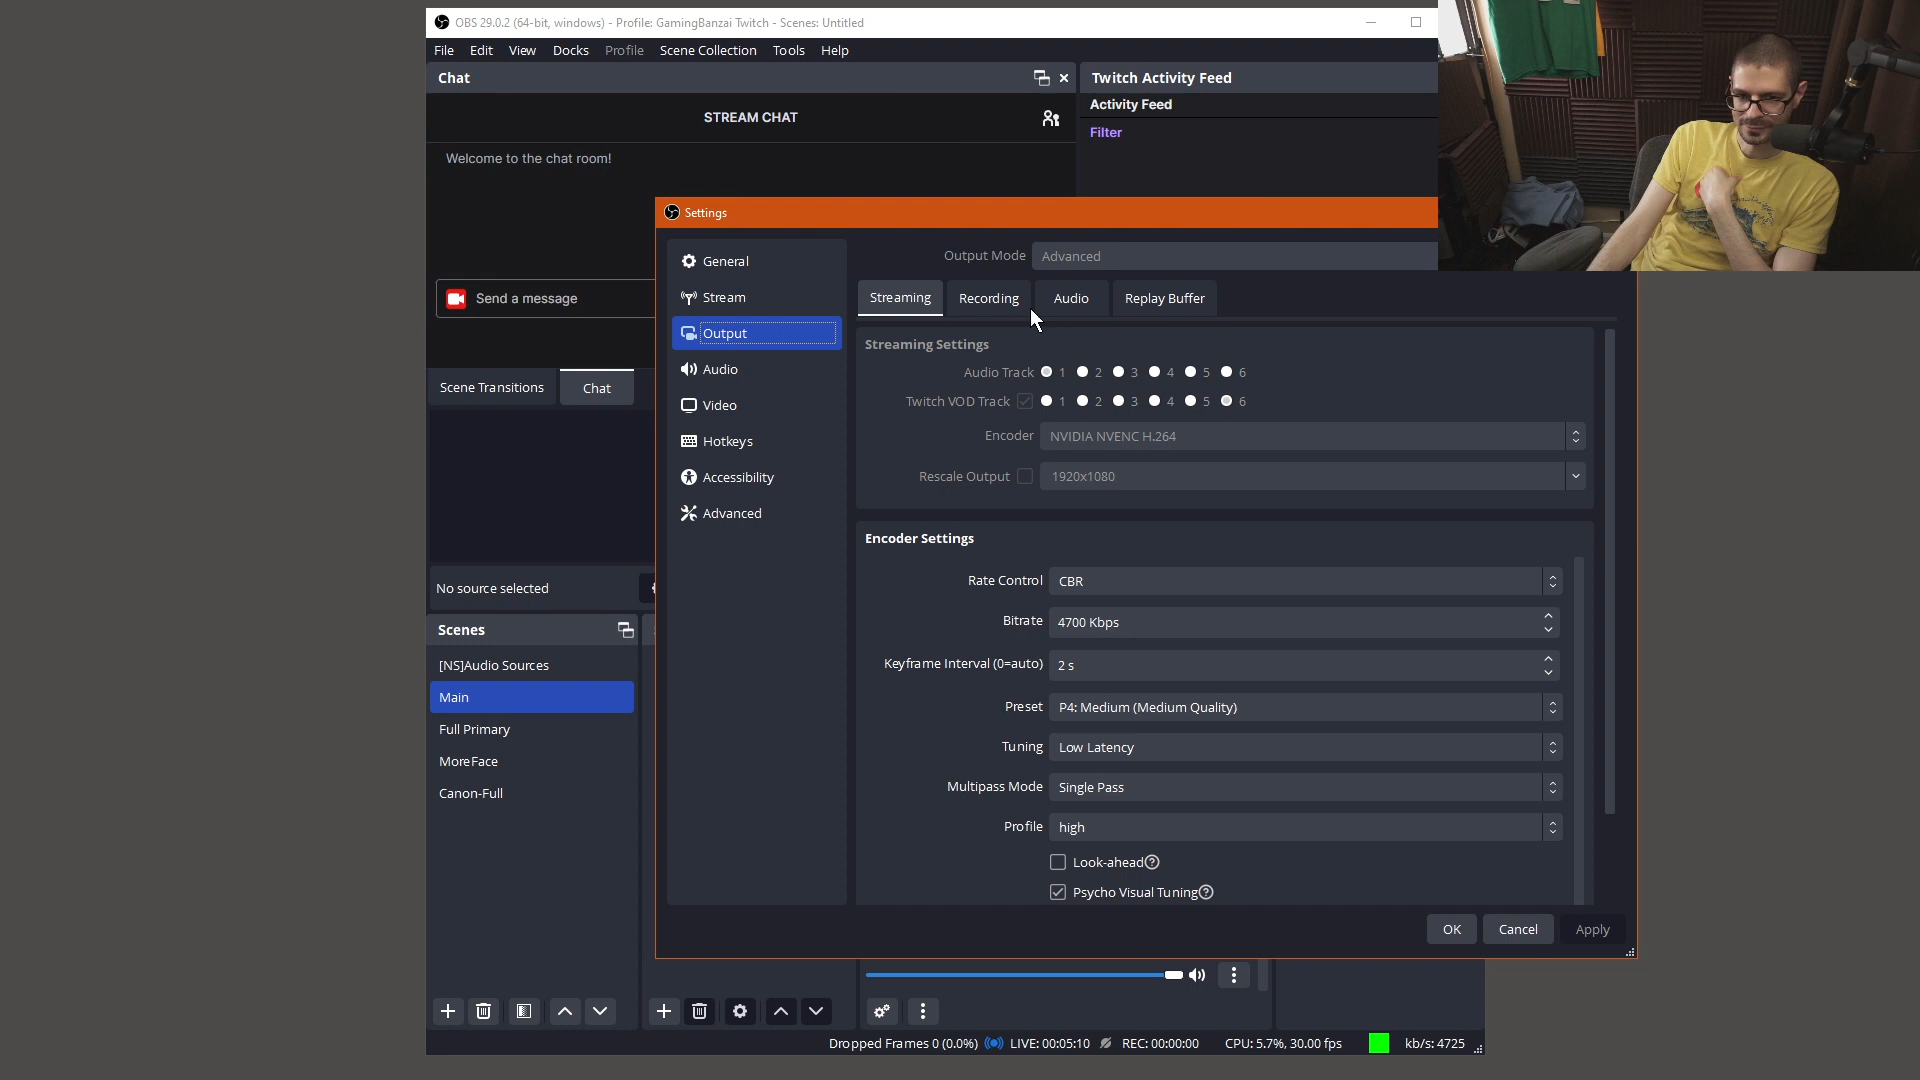 OBS 29.0.2 (64-bit, windows) - Profile: GamingBanzai Twitch - Scenes: Untitled
File Edit View Docks Profile Scene Collection Tools Help
Chat
Twitch Activity Feed
STREAM CHAT
Activity Feed
Filter
Welcome to the chat room!
Send a message
Scene Transitions
Chat
No source selected
Scenes
[NS]Audio Sources
Main
Full Primary
MoreFace
Canon-Full
Settings
General
Stream
Output
Audio
Video
Hotkeys
Accessibility
Advanced
Output Mode Advanced
Streaming Recording Audio Replay Buffer
Streaming Settings
Audio Track 1 2 3 4 5 6
Twitch VOD Track 1 2 3 4 5 6
Encoder NVIDIA NVENC H.264
Rescale Output 1920x1080
Encoder Settings
Rate Control CBR
Bitrate 4700 Kbps
Keyframe Interval (0=auto) 2 s
Preset P4: Medium (Medium Quality)
Tuning Low Latency
Multipass Mode Single Pass
Profile high
Look-ahead
Psycho Visual Tuning
OK Cancel Apply
Dropped Frames 0 (0.0%) LIVE: 00:05:10 REC: 00:00:00 CPU: 5.7%, 30.00 fps kb/s: 4725